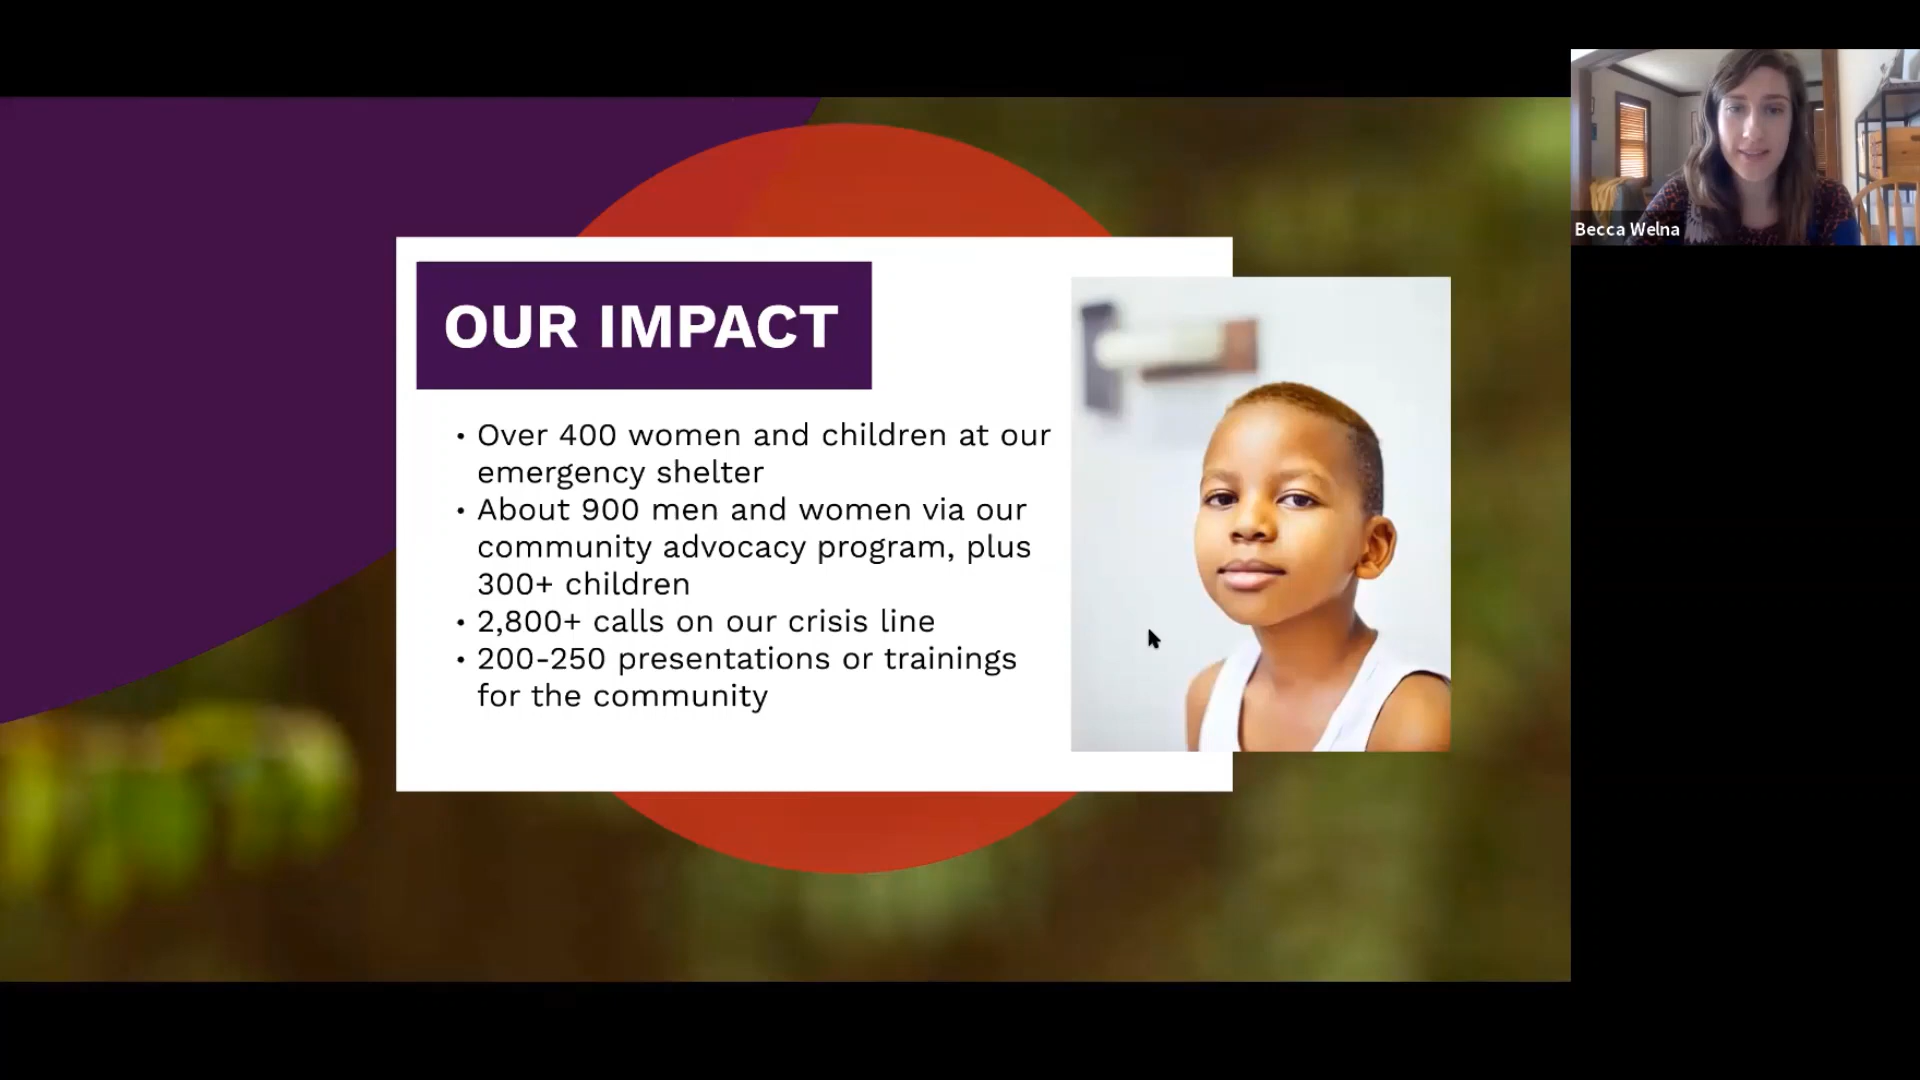 OUR IMPACT
• Over 400 women and children at our
emergency shelter
• About 900 men and women via our
community advocacy program, plus
300+ children
• 2,800+ calls on our crisis line
• 200-250 presentations or trainings
for the community
Becca Welna